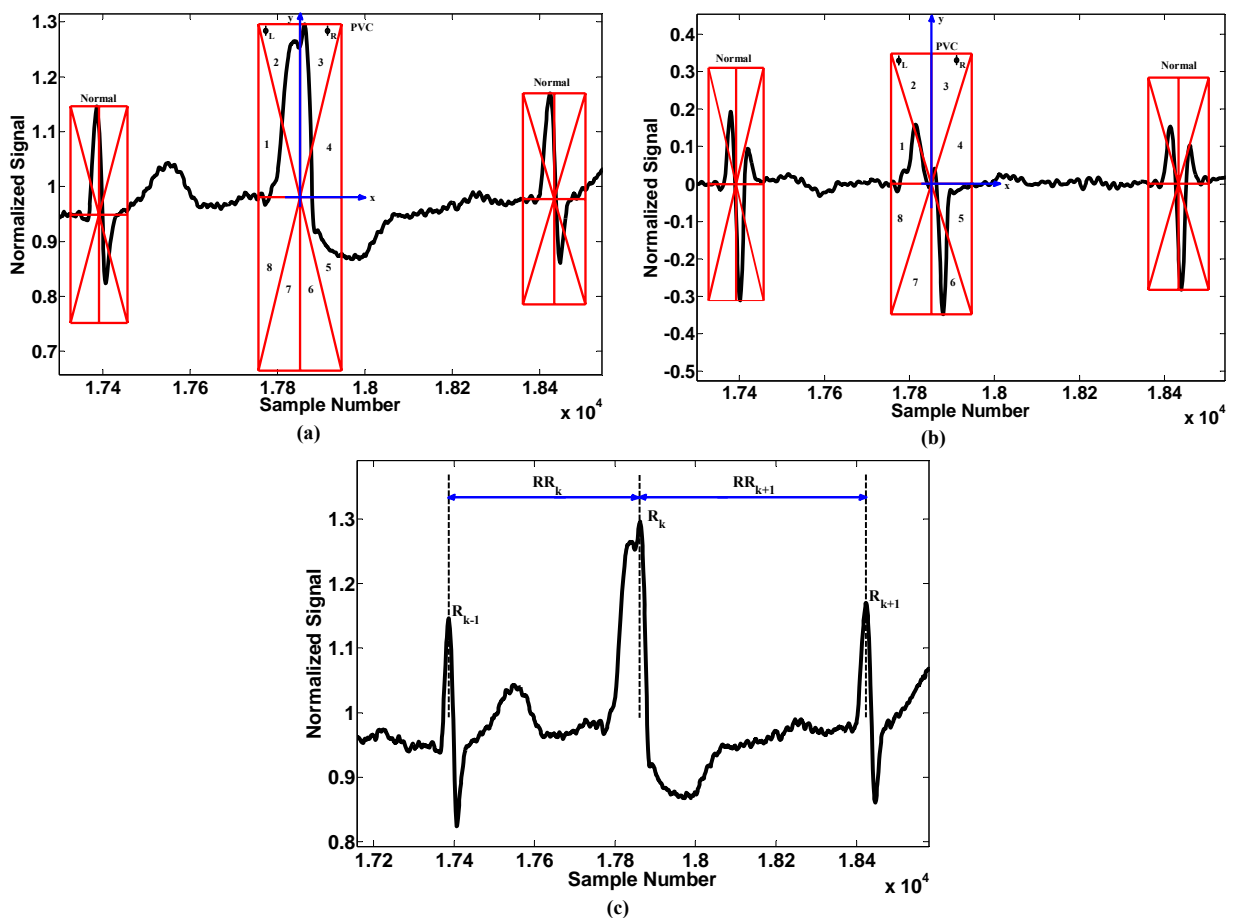 1.3
1.2
1.1
1
0.9
0.8
0.7
Normalized Signal
Normal
y
ϕL
ϕR
PVC
2
3
1
4
x
8
5
7
6
Normal
1.74
1.76
1.78
1.8
1.82
1.84
Sample Number
x 10^4
(a)
0.4
0.3
0.2
0.1
0
-0.1
-0.2
-0.3
-0.4
-0.5
Normalized Signal
Normal
y
PVC
ϕL
ϕR
2
3
1
4
x
8
5
7
6
Normal
1.74
1.76
1.78
1.8
1.82
1.84
Sample Number
x 10^4
(b)
RRk
RRk+1
Rk
Rk-1
Rk+1
1.3
1.2
1.1
1
0.9
0.8
Normalized Signal
1.72
1.74
1.76
1.78
1.8
1.82
1.84
Sample Number
x 10^4
(c)